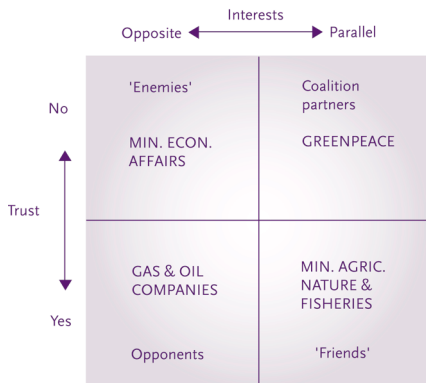 Interests
Opposite
Parallel
No
Trust
Yes
'Enemies'
MIN. ECON.
AFFAIRS
Coalition
partners
GREENPEACE
GAS & OIL
COMPANIES
Opponents
MIN. AGRIC.
NATURE &
FISHERIES
'Friends'